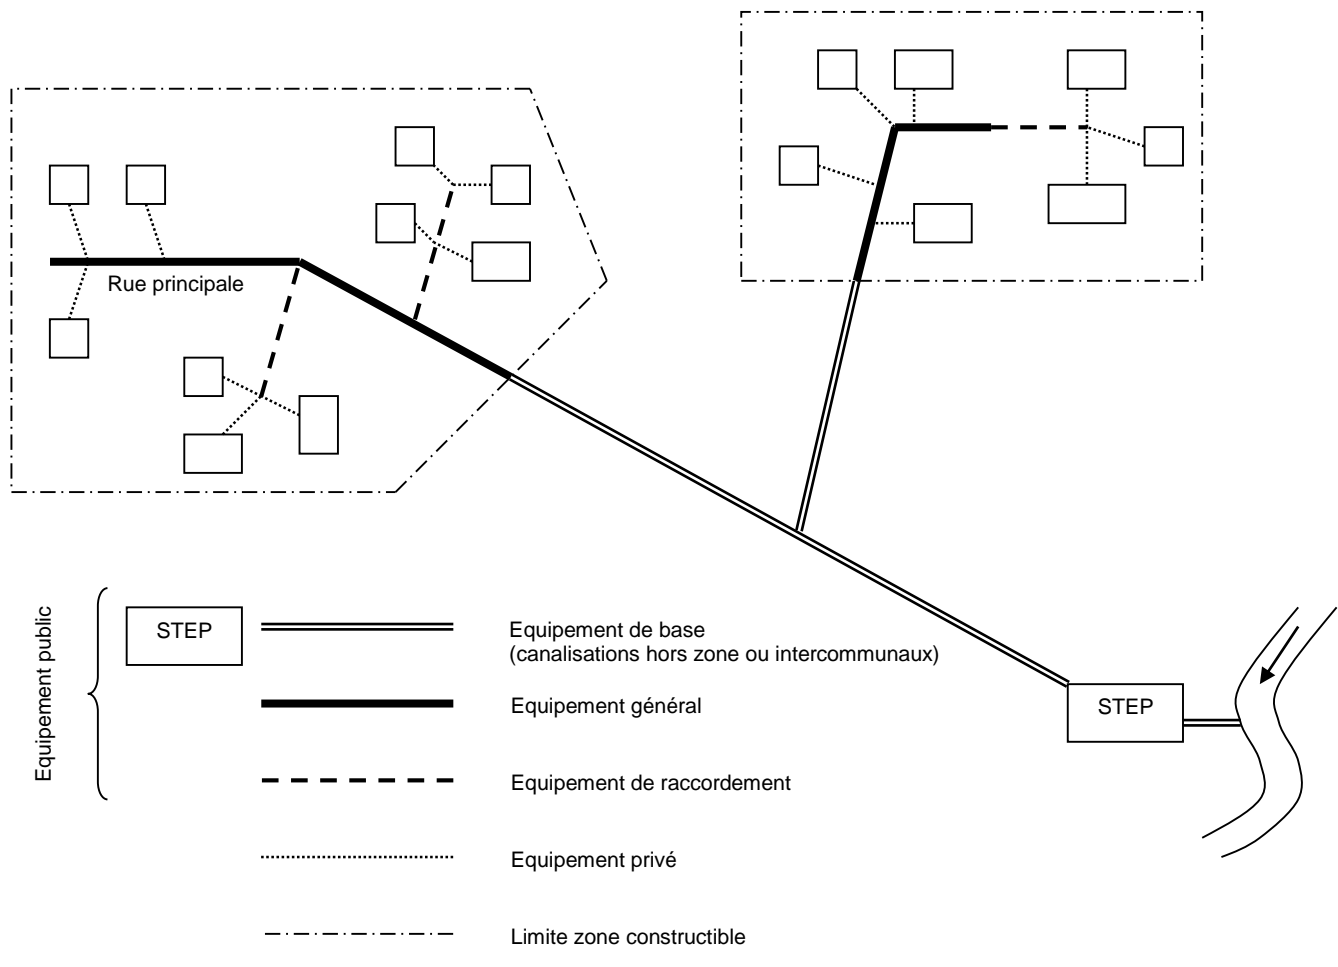 Rue principale
Equipement public
STEP
Equipement de base
(canalisations hors zone ou intercommunaux)
STEP
Equipement général
Equipement de raccordement
Equipement privé
Limite zone constructible